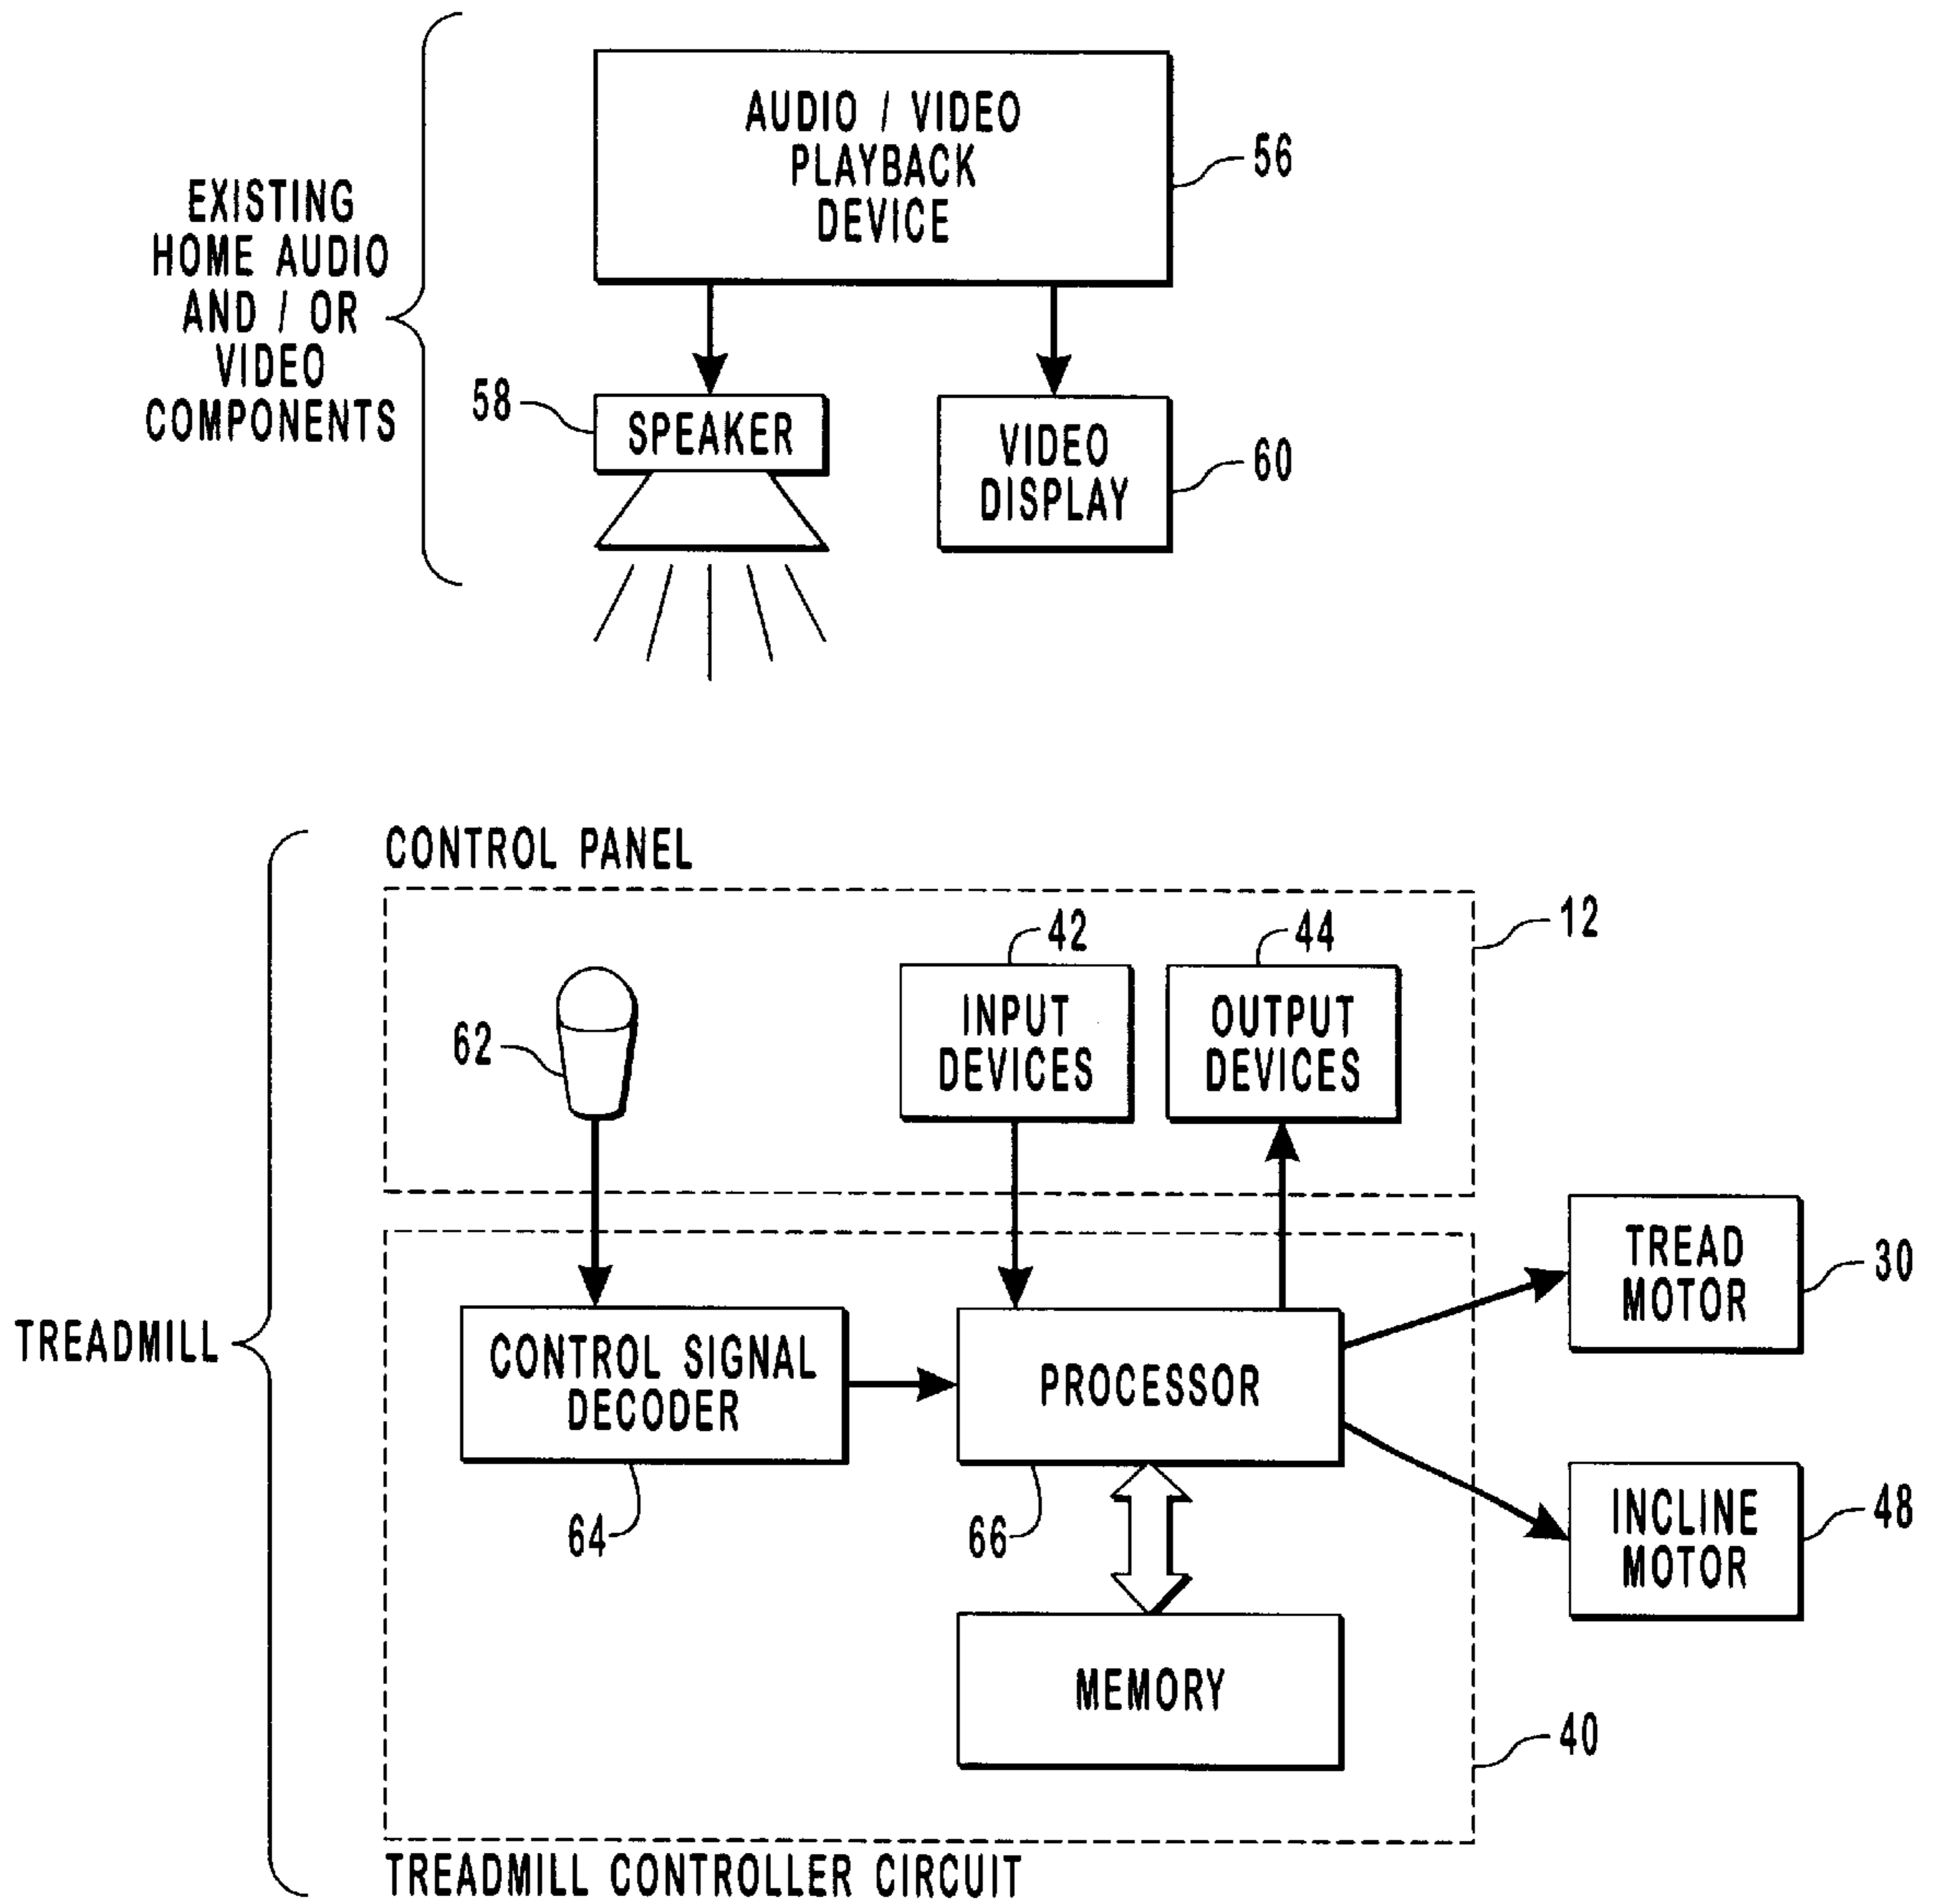 AUDIO / VIDEO
PLAYBACK
DEVICE
56
EXISTING
HOME AUDIO
AND / OR
VIDEO
COMPONENTS
58
SPEAKER
VIDEO
DISPLAY
60
CONTROL PANEL
12
42
44
INPUT
DEVICES
OUTPUT
DEVICES
62
TREADMILL
TREAD
MOTOR
30
CONTROL SIGNAL
DECODER
PROCESSOR
64
66
INCLINE
MOTOR
48
MEMORY
40
TREADMILL CONTROLLER CIRCUIT